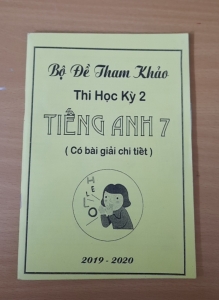 Bộ Đề Tham Khảo
Thi Học Kỳ 2
TIẾNG ANH 7
( Có bài giải chi tiết )
HELLO
2019 - 2020